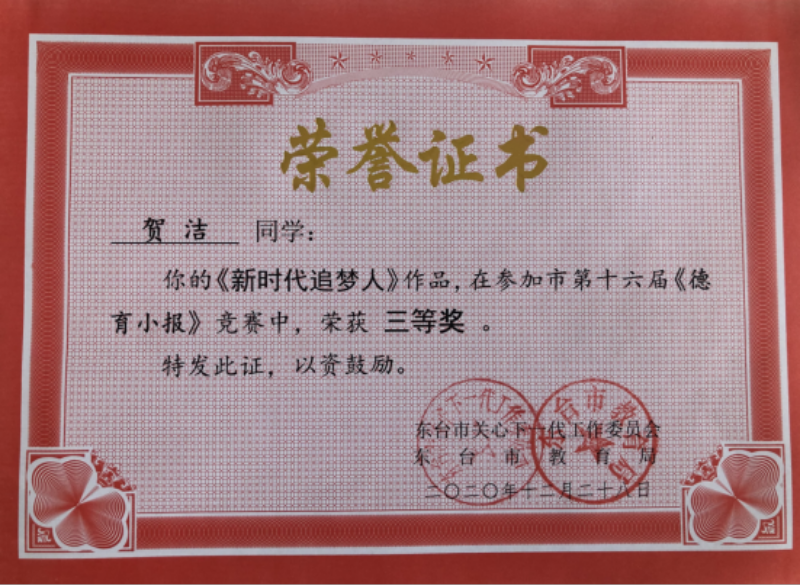 荣誉证书
贺 洁 同学：
你的《新时代追梦人》作品，在参加市第十六届《德
育小报》竞赛中，荣获 三等奖 。
特发此证，以资鼓励。
东台市关心下一代工作委员会
东台市教育局
二〇二〇年十二月二十八日